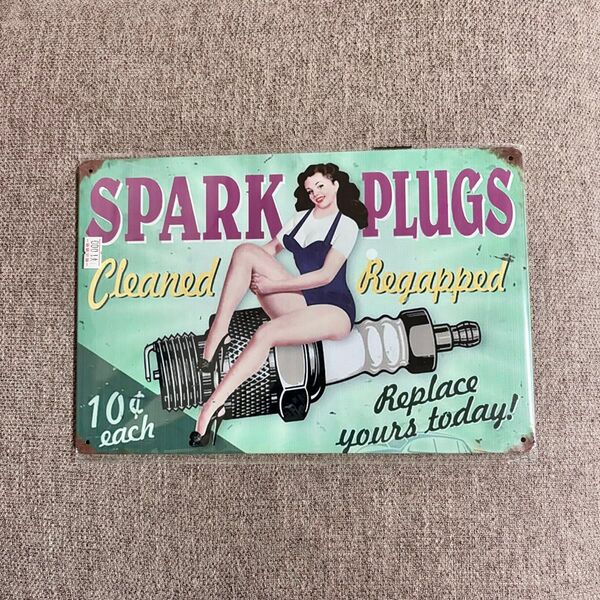 SPARK PLUGS
Cleaned Regapped
10¢
each
Replace
yours today!